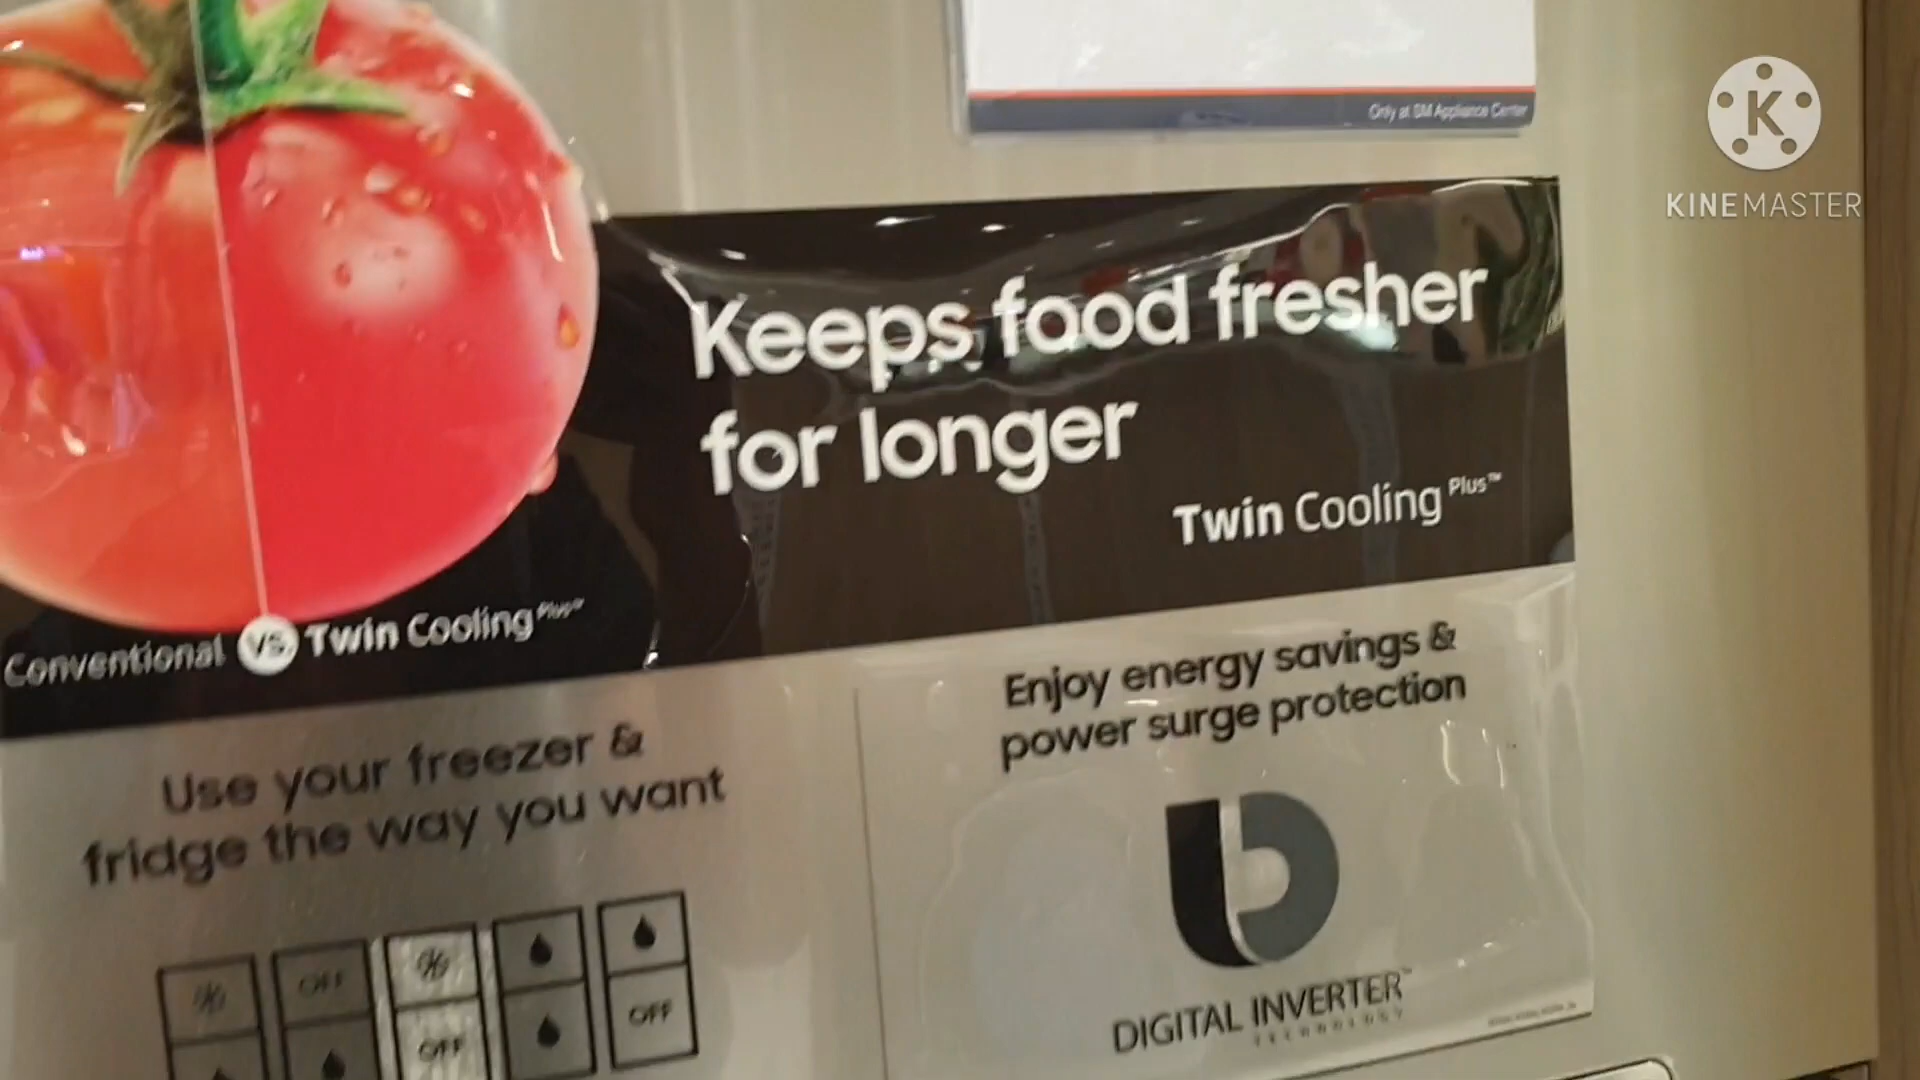 Only at SM Appliance Center
K
KINEMASTER
Keeps food fresher
for longer
Twin Cooling Plus™
Conventional VS. Twin Cooling Plus™
Use your freezer &
fridge the way you want
OFF
OFF
OFF
Enjoy energy savings &
power surge protection
DIGITAL INVERTER™
TECHNOLOGY